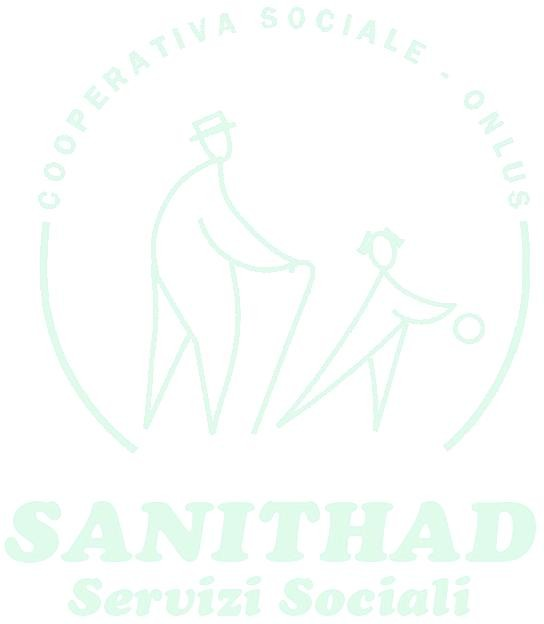 COOPERATIVA SOCIALE - ONLUS
SANITHAD
Servizi Sociali